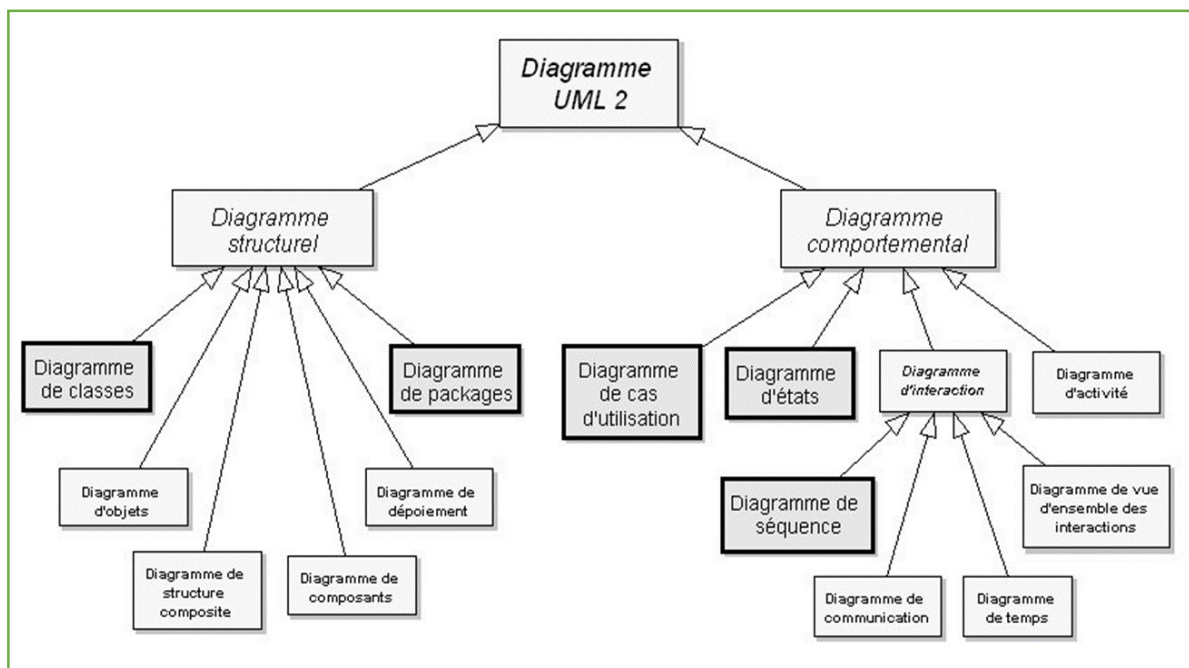 Diagramme
UML 2
Diagramme
structurel
Diagramme
comportemental
Diagramme
de classes
Diagramme
de packages
Diagramme
de cas
d'utilisation
Diagramme
d'états
Diagramme
d'interaction
Diagramme
d'activité
Diagramme
d'objets
Diagramme de
dépoiement
Diagramme de
séquence
Diagramme de vue
d'ensemble des
interactions
Diagramme de
structure
composite
Diagramme de
composants
Diagramme de
communication
Diagramme
de temps